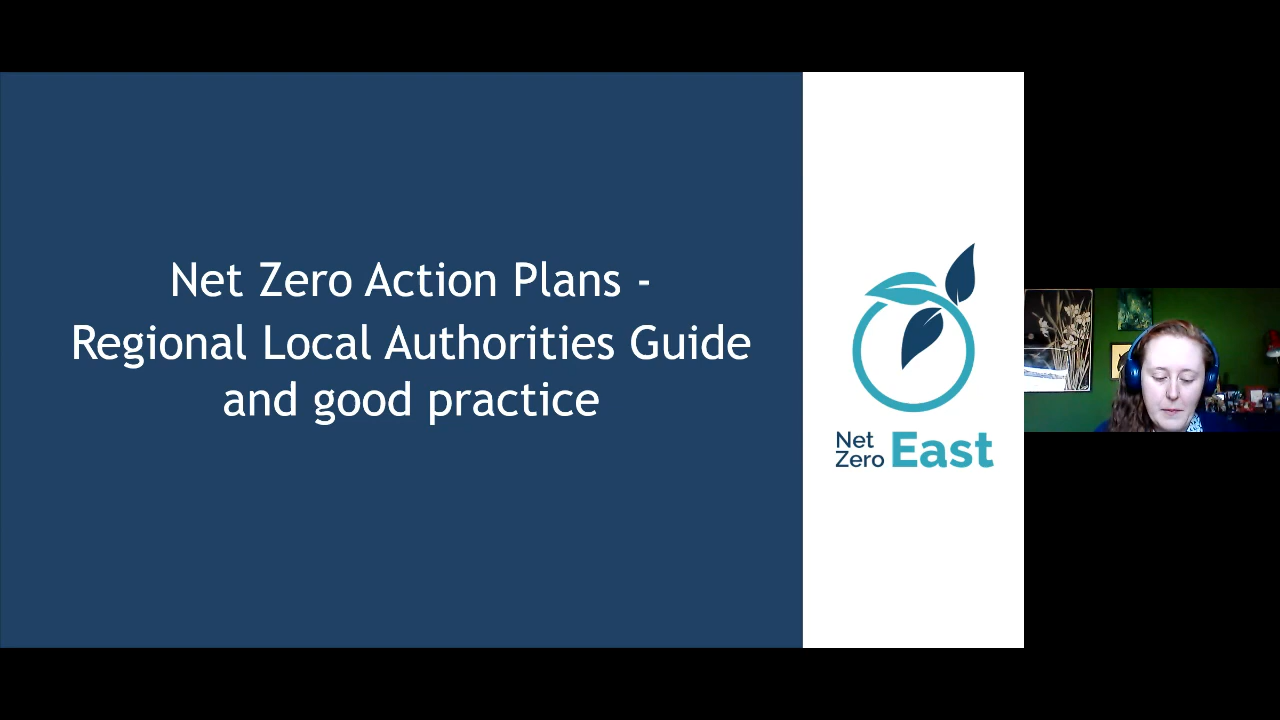 Net Zero Action Plans -
Regional Local Authorities Guide
and good practice
Net
Zero East